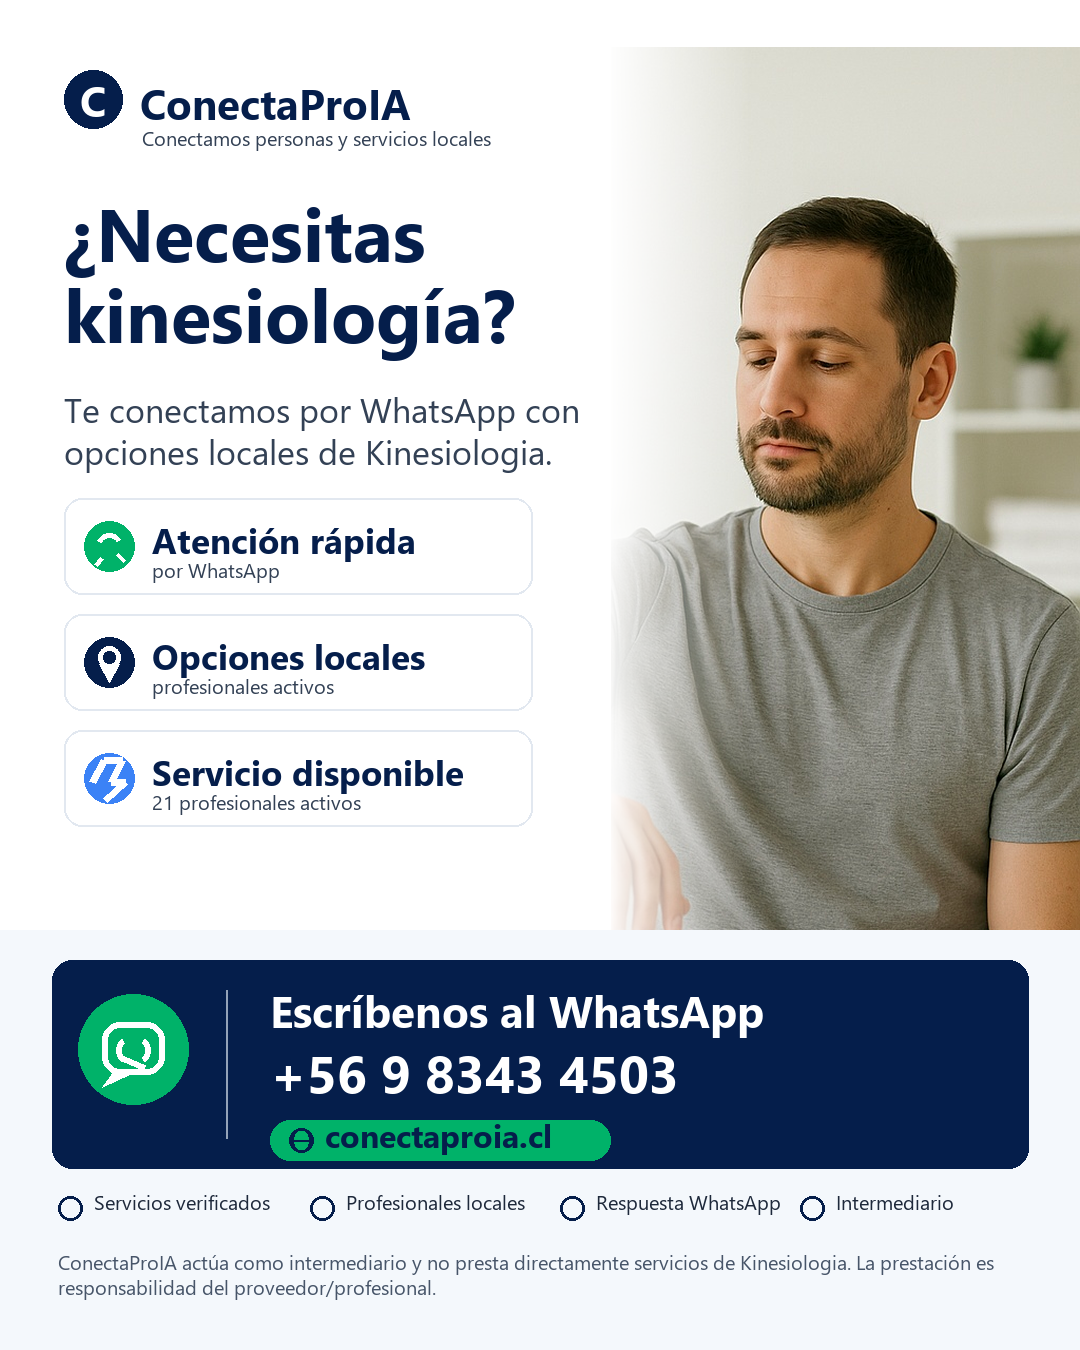 C ConectaProIA
Conectamos personas y servicios locales
¿Necesitas
kinesiología?
Te conectamos por WhatsApp con
opciones locales de Kinesiologia.
Atención rápida
por WhatsApp
Opciones locales
profesionales activos
Servicio disponible
21 profesionales activos
Escríbenos al WhatsApp
+56 9 8343 4503
conectaproia.cl
Servicios verificados Profesionales locales Respuesta WhatsApp Intermediario
ConectaProIA actúa como intermediario y no presta directamente servicios de Kinesiologia. La prestación es
responsabilidad del proveedor/profesional.